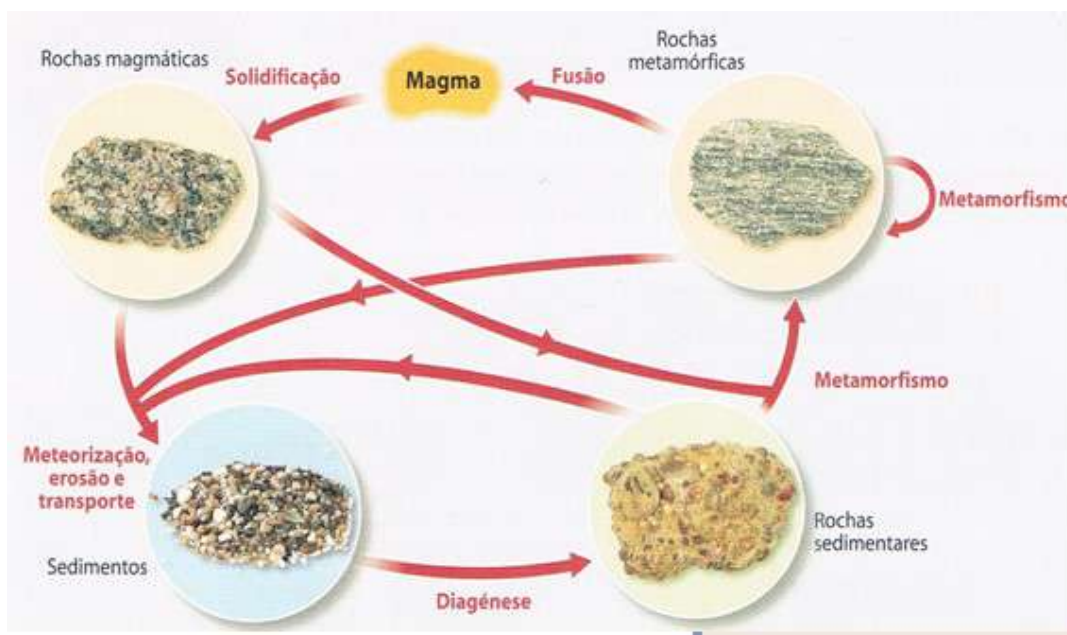 Rochas magmáticas
Solidificação
Magma
Fusão
Rochas
metamórficas
Metamorfismo
Metamorfismo
Meteorização,
erosão e
transporte
Sedimentos
Diagénese
Rochas
sedimentares